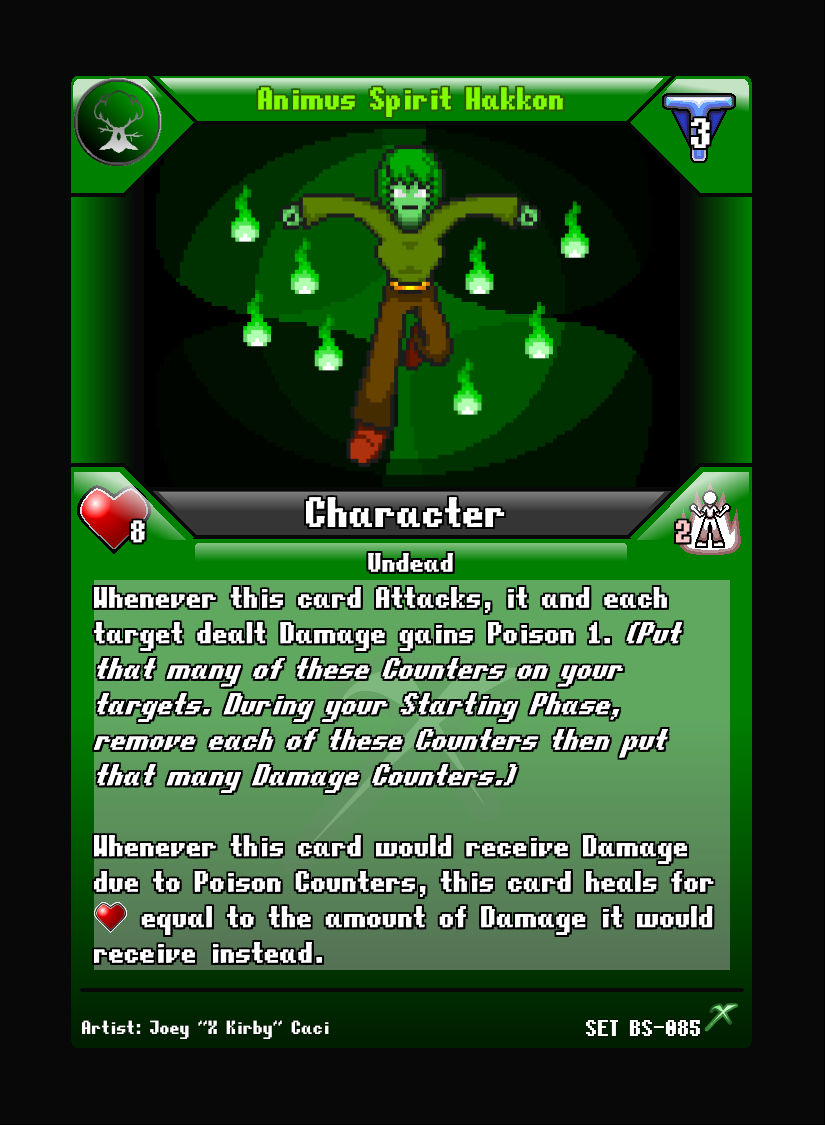 Animus Spirit Hakkon
3
8
Character
2
Undead
Whenever this card Attacks, it and each
target dealt Damage gains Poison 1. (Put
that many of these Counters on your
targets. During your Starting Phase,
remove each of these Counters then put
that many Damage Counters.)
Whenever this card would receive Damage
due to Poison Counters, this card heals for
equal to the amount of Damage it would
receive instead.
Artist: Joey "X Kirby" Caci
SET BS-085